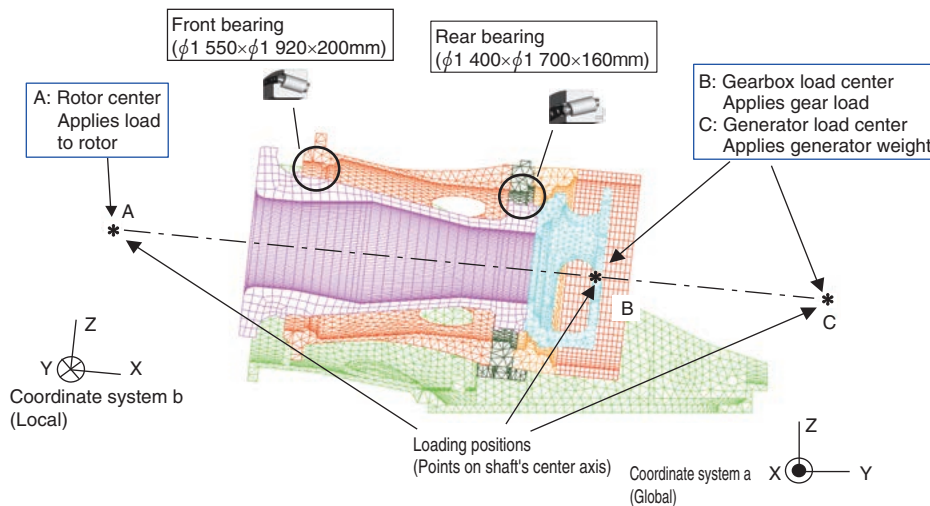 Front bearing
(ϕ1 550×ϕ1 920×200mm)
Rear bearing
(ϕ1 400×ϕ1 700×160mm)
A: Rotor center
Applies load
to rotor
B: Gearbox load center
Applies gear load
C: Generator load center
Applies generator weight
A
B
C
Z
Y
X
Coordinate system b
(Local)
Loading positions
(Points on shaft's center axis)
Coordinate system a
(Global)
Z
X
Y